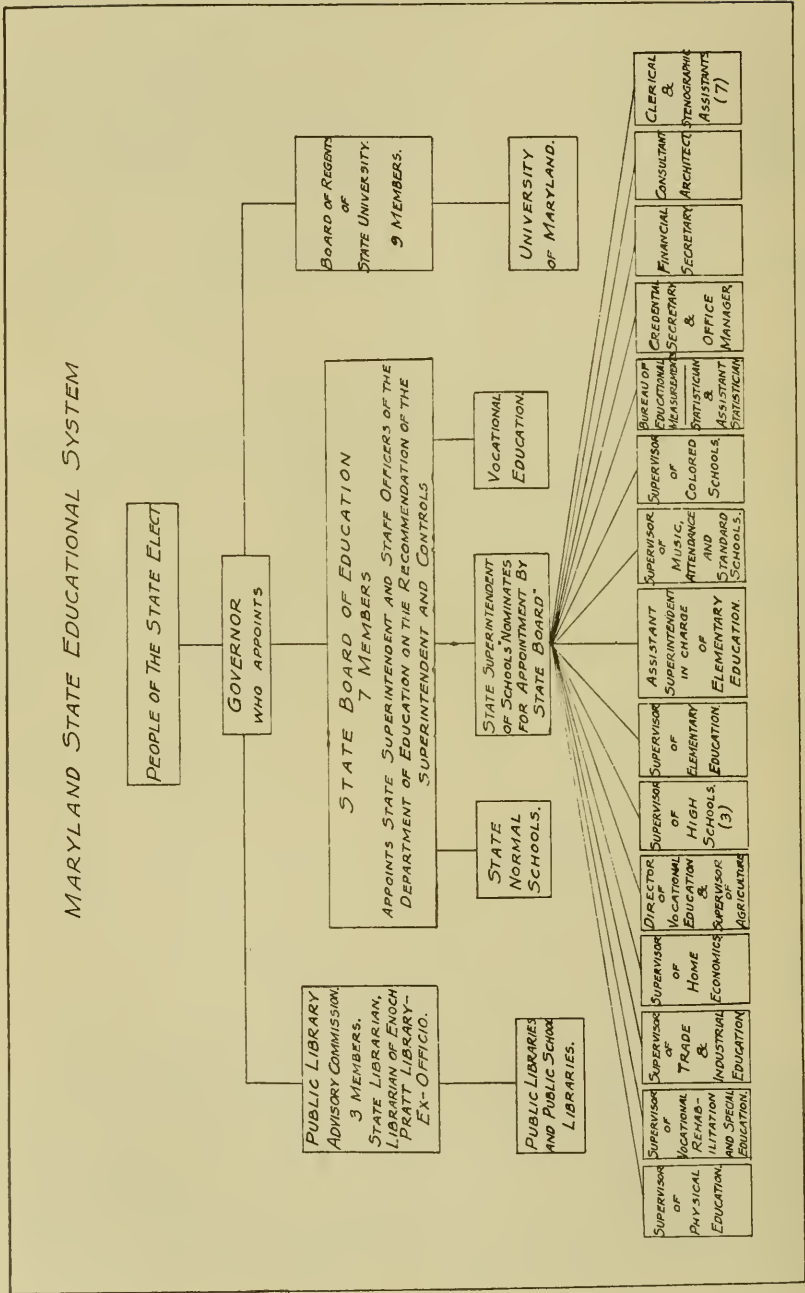 MARYLAND STATE EDUCATIONAL SYSTEM
PEOPLE OF THE STATE ELECT
GOVERNOR
WHO APPOINTS
PUBLIC LIBRARY
ADVISORY COMMISSION.
3 MEMBERS.
STATE LIBRARIAN,
LIBRARIAN OF ENOCH
PRATT LIBRARY-
EX-OFFICIO.
STATE BOARD OF EDUCATION
7 MEMBERS
APPOINTS STATE SUPERINTENDENT AND STAFF OFFICERS OF THE
DEPARTMENT OF EDUCATION ON THE RECOMMENDATION OF THE
SUPERINTENDENT AND CONTROLS
BOARD OF REGENTS
OF
STATE UNIVERSITY.
9 MEMBERS.
PUBLIC LIBRARIES
AND PUBLIC SCHOOL
LIBRARIES.
STATE
NORMAL
SCHOOLS.
STATE SUPERINTENDENT
OF SCHOOLS "NOMINATES
FOR APPOINTMENT BY
STATE BOARD"
VOCATIONAL
EDUCATION.
UNIVERSITY
OF MARYLAND.
SUPERVISOR
OF
PHYSICAL
EDUCATION.
SUPERVISOR
OF
VOCATIONAL
REHAB-
ILITATION
AND SPECIAL
EDUCATION.
SUPERVISOR
OF
TRADE
&
INDUSTRIAL
EDUCATION
SUPERVISOR
OF
HOME
ECONOMICS
DIRECTOR
OF
VOCATIONAL
EDUCATION
&
SUPERVISOR
OF
AGRICULTURE
SUPERVISOR
OF
HIGH
SCHOOLS.
(3)
SUPERVISOR
OF
ELEMENTARY
EDUCATION.
ASSISTANT
SUPERINTENDENT
IN CHARGE
OF
ELEMENTARY
EDUCATION.
SUPERVISOR
OF
MUSIC,
ATTENDANCE
AND
STANDARD
SCHOOLS.
SUPERVISOR
OF
COLORED
SCHOOLS.
BUREAU OF
EDUCATIONAL
MEASUREMENTS
STATISTICIAN
&
ASSISTANT
STATISTICIAN
CREDENTIAL
SECRETARY
&
OFFICE
MANAGER.
FINANCIAL
SECRETARY
CONSULTANT
ARCHITECT
CLERICAL
&
STENOGRAPHIC
ASSISTANTS
(7)